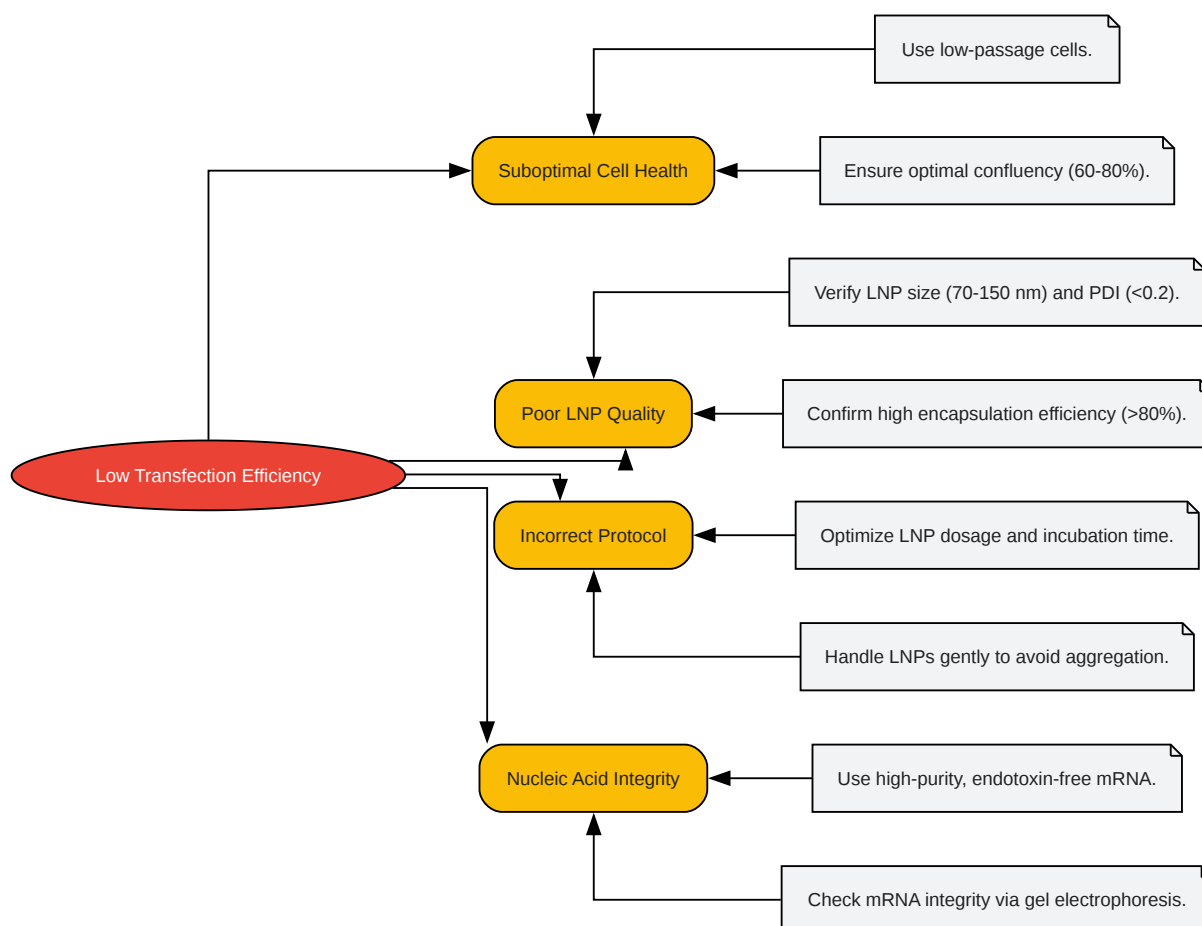 Use low-passage cells.
Suboptimal Cell Health
Ensure optimal confluency (60-80%).
Verify LNP size (70-150 nm) and PDI (<0.2).
Poor LNP Quality
Confirm high encapsulation efficiency (>80%).
Low Transfection Efficiency
Incorrect Protocol
Optimize LNP dosage and incubation time.
Handle LNPs gently to avoid aggregation.
Nucleic Acid Integrity
Use high-purity, endotoxin-free mRNA.
Check mRNA integrity via gel electrophoresis.